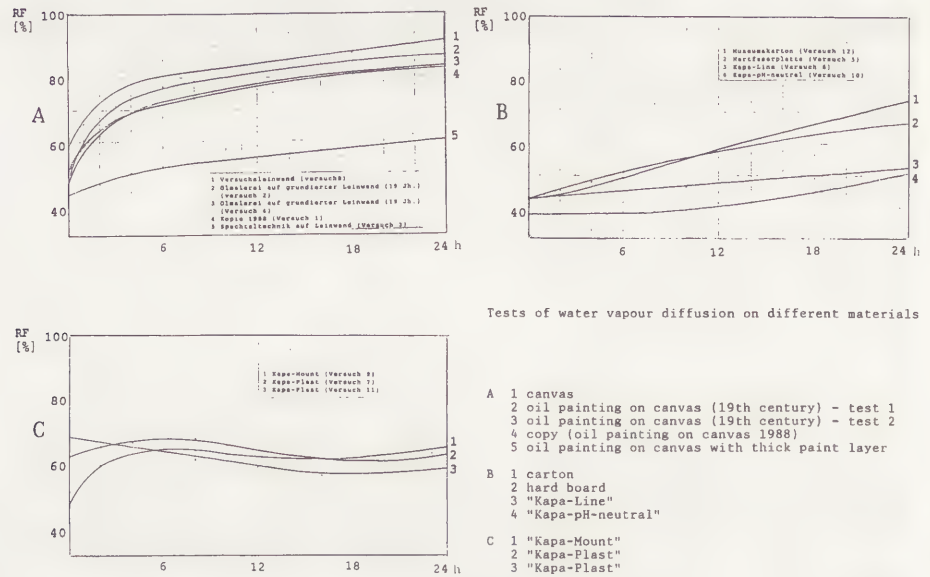 RF
[%]
100
80
A
60
40
1
2
3
4
5
1 Versuchsleinwand (Versuch8)
2 Ölmalerei auf grundierter Leinwand (19 Jh.)
(Versuch 2)
3 Ölmalerei auf grundierter Leinwand (19 Jh.)
(Versuch 4)
4 Kopie 1988 (Versuch 1)
5 Spachteltechnik auf Leinwand (Versuch 3)
6 12 18 24 h
RF
[%]
100
80
B
60
40
1 Museumskarton (Versuch 12)
2 Hartfaserplatte (Versuch 5)
3 Kapa-Line (Versuch 6)
4 Kapa-pH-neutral (Versuch 10)
1
2
3
4
6 12 18 24 h
RF
[%]
100
80
C
60
40
1 Kapa-Mount (Versuch 9)
2 Kapa-Plast (Versuch 7)
3 Kapa-Plast (Versuch 11)
1
2
3
6 12 18 24 h
Tests of water vapour diffusion on different materials
A 1 canvas
2 oil painting on canvas (19th century) - test 1
3 oil painting on canvas (19th century) - test 2
4 copy (oil painting on canvas 1988)
5 oil painting on canvas with thick paint layer
B 1 carton
2 hard board
3 "Kapa-Line"
4 "Kapa-pH-neutral"
C 1 "Kapa-Mount"
2 "Kapa-Plast"
3 "Kapa-Plast"